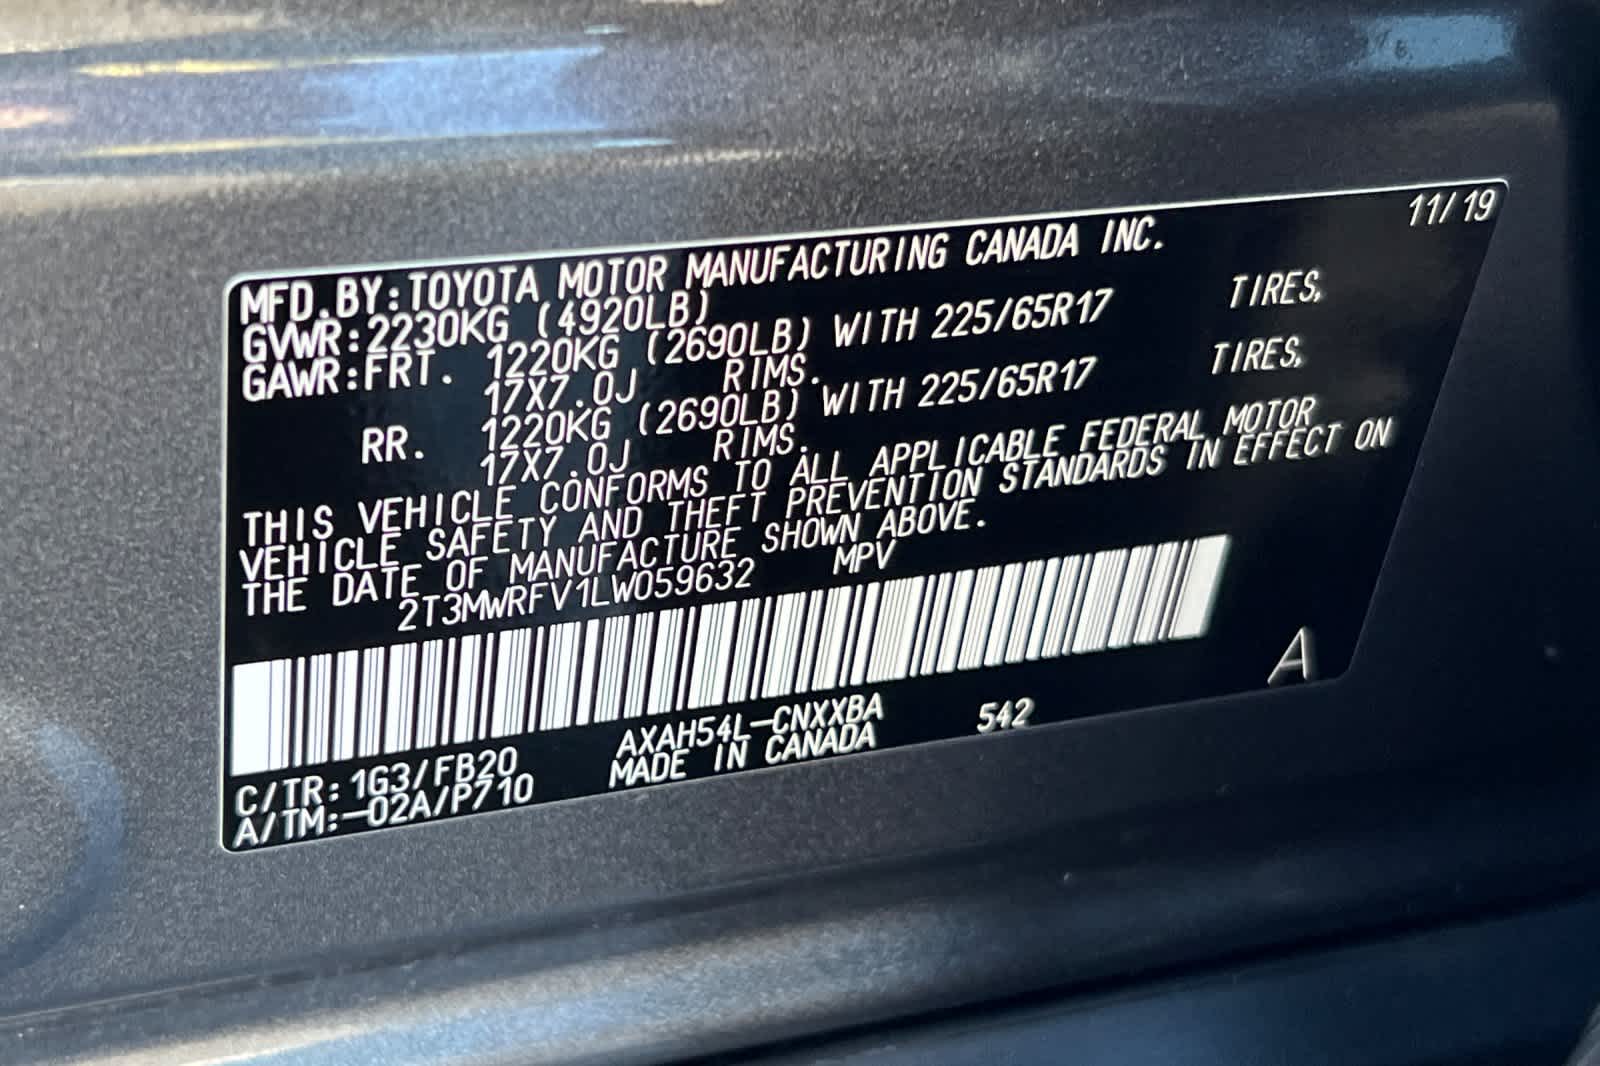 11/19
MFD.BY:TOYOTA MOTOR MANUFACTURING CANADA INC.
GVWR:2230KG (4920LB)
GAWR:FRT. 1220KG (2690LB) WITH 225/65R17 TIRES,
17X7.0J RIMS.
RR. 1220KG (2690LB) WITH 225/65R17 TIRES,
17X7.0J RIMS.
THIS VEHICLE CONFORMS TO ALL APPLICABLE FEDERAL MOTOR
VEHICLE SAFETY AND THEFT PREVENTION STANDARDS IN EFFECT ON
THE DATE OF MANUFACTURE SHOWN ABOVE.
2T3MWRFV1LW059632 MPV
A
C/TR:1G3/FB20 AXAH54L-CNXXBA 542
A/TM:-02A/P710 MADE IN CANADA